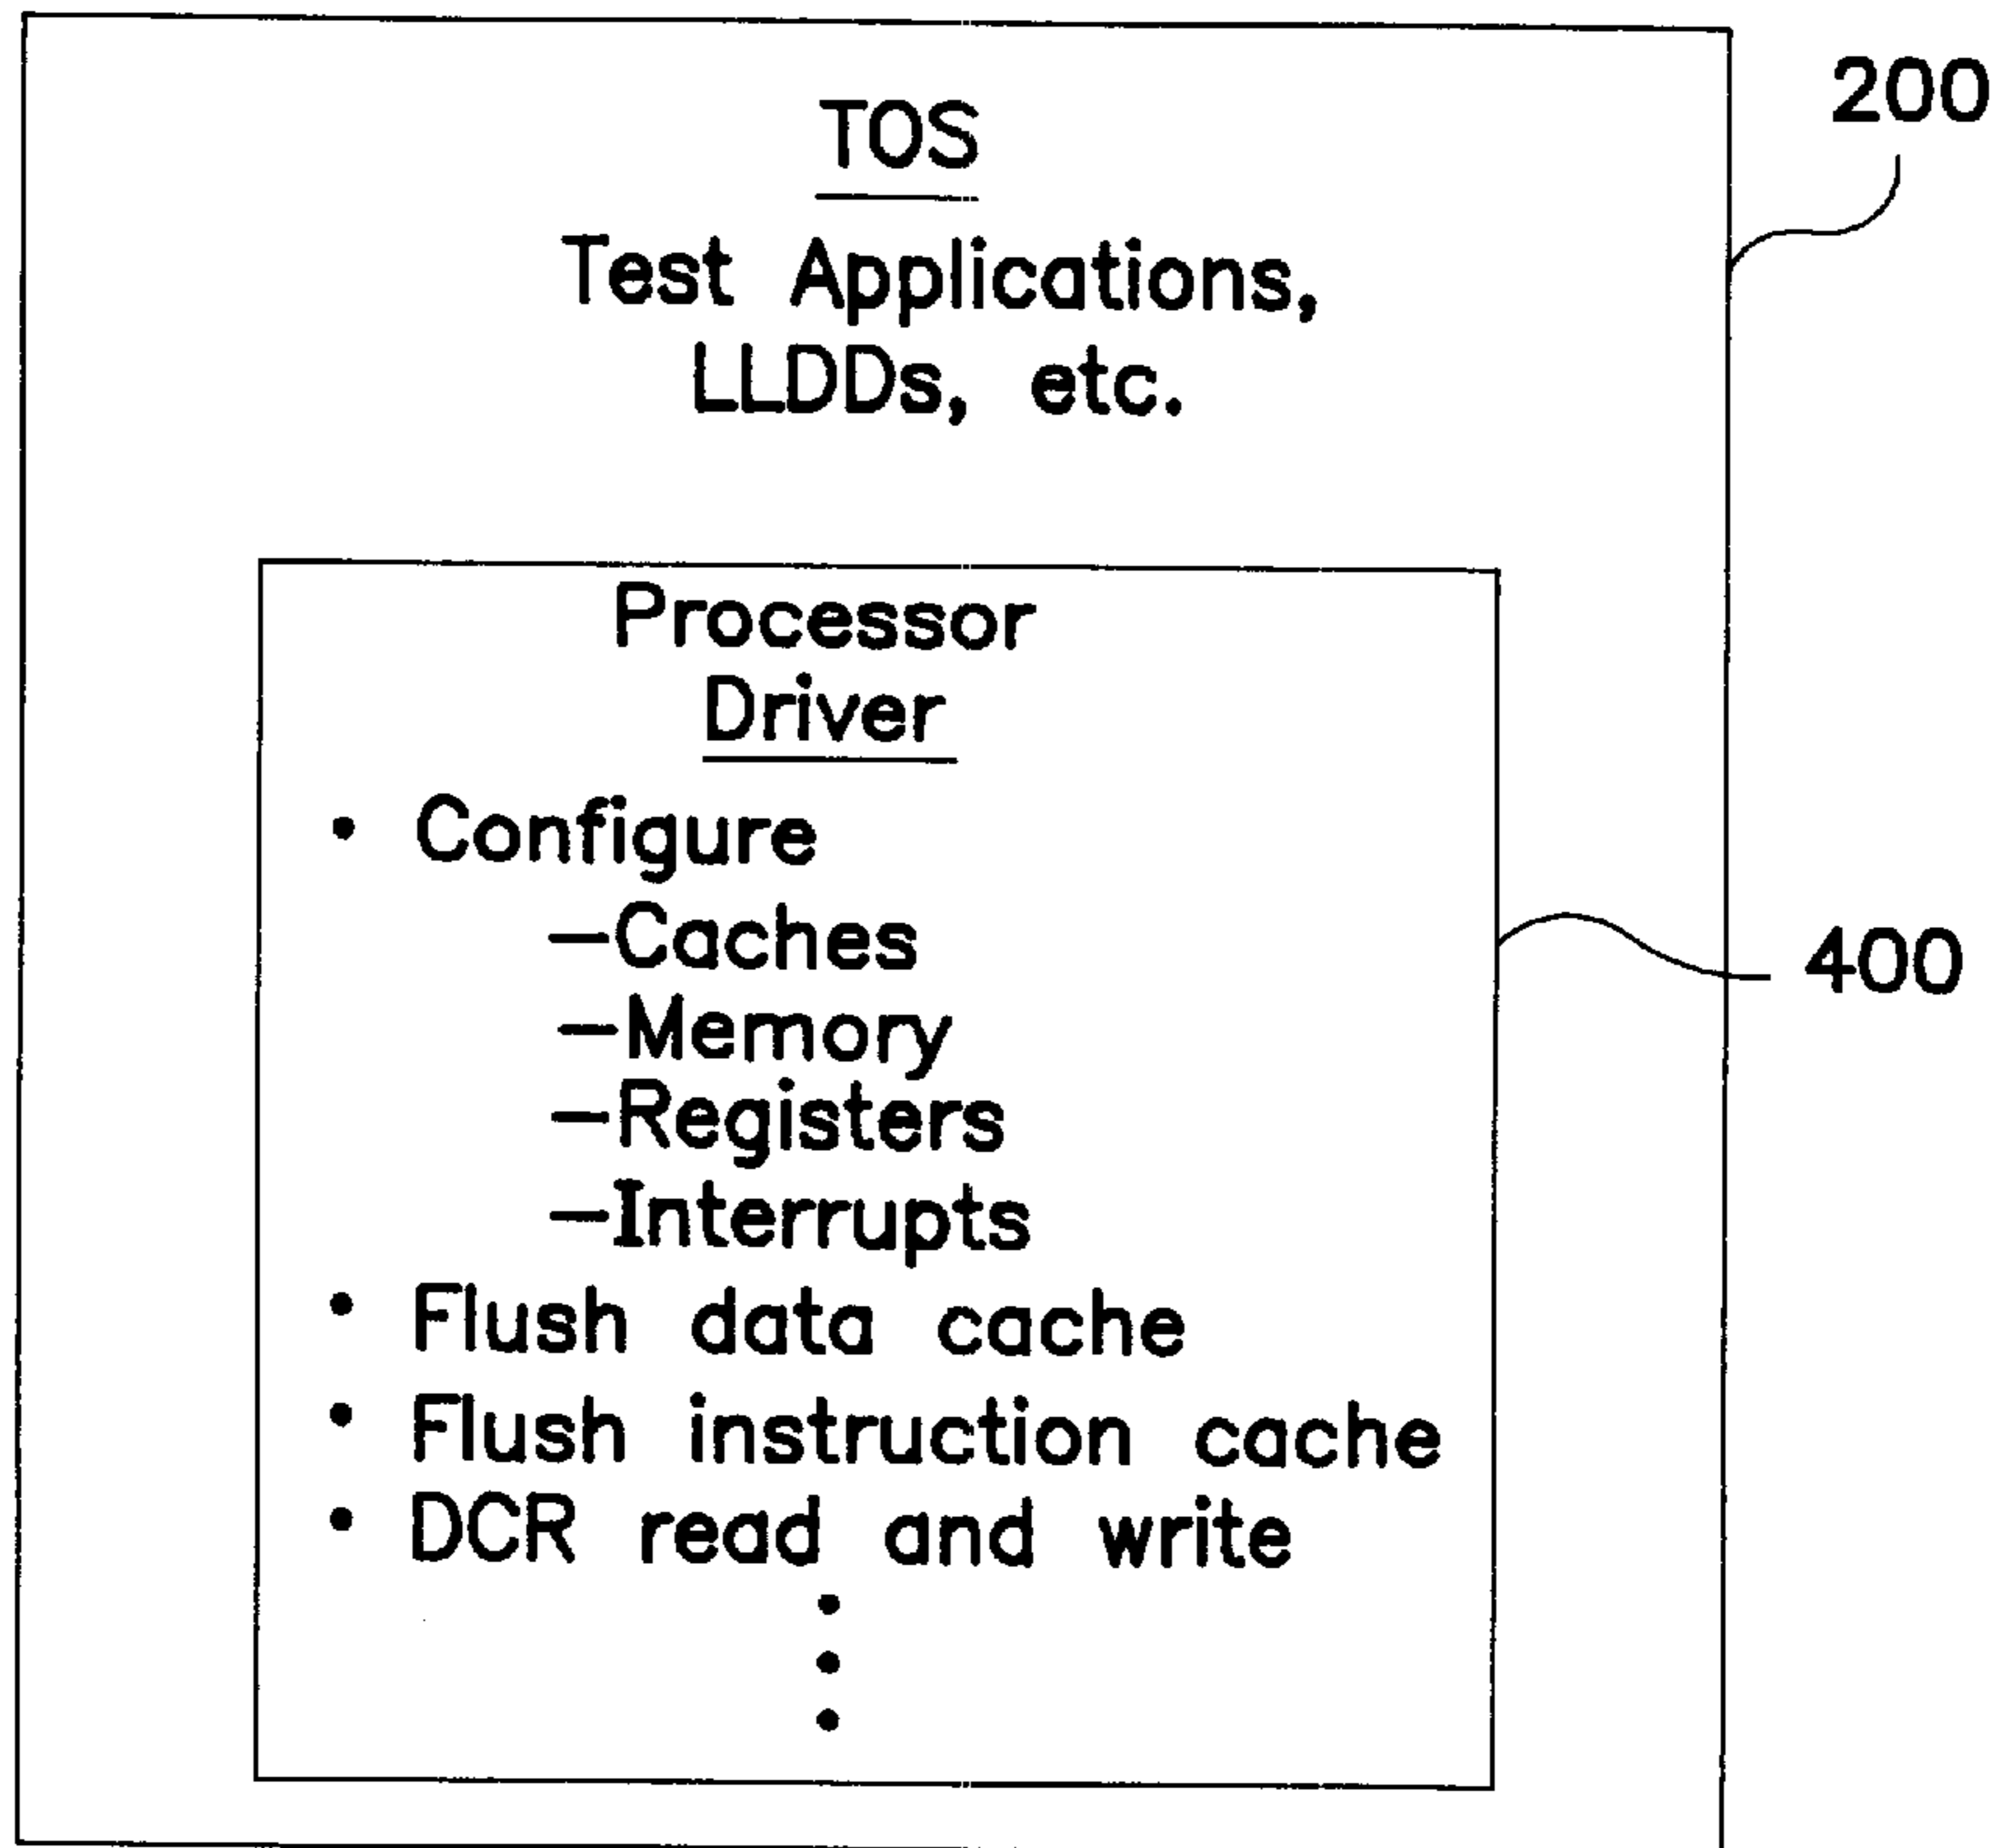 TOS
200
Test Applications,
LLDDs, etc.
Processor
Driver
• Configure
—Caches
400
—Memory
—Registers
—Interrupts
• Flush data cache
• Flush instruction cache
• DCR read and write